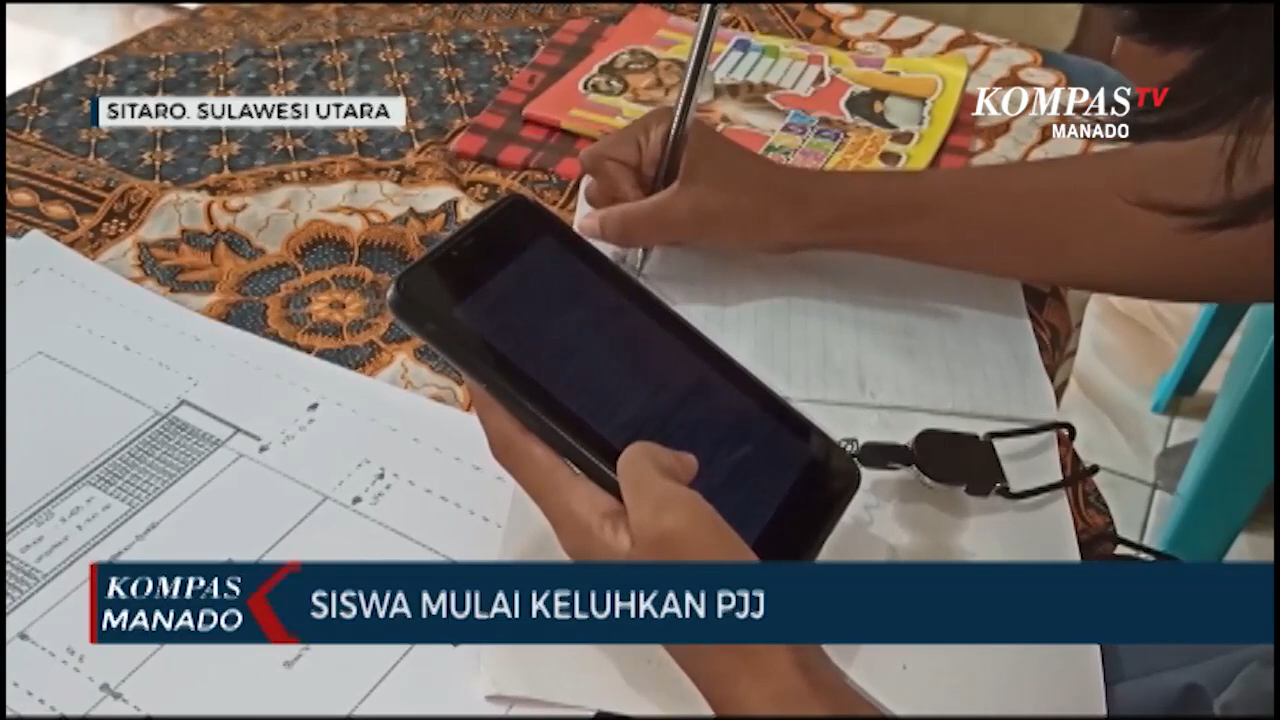 SITARO, SULAWESI UTARA
KOMPAS TV
MANADO
KOMPAS
MANADO
SISWA MULAI KELUHKAN PJJ